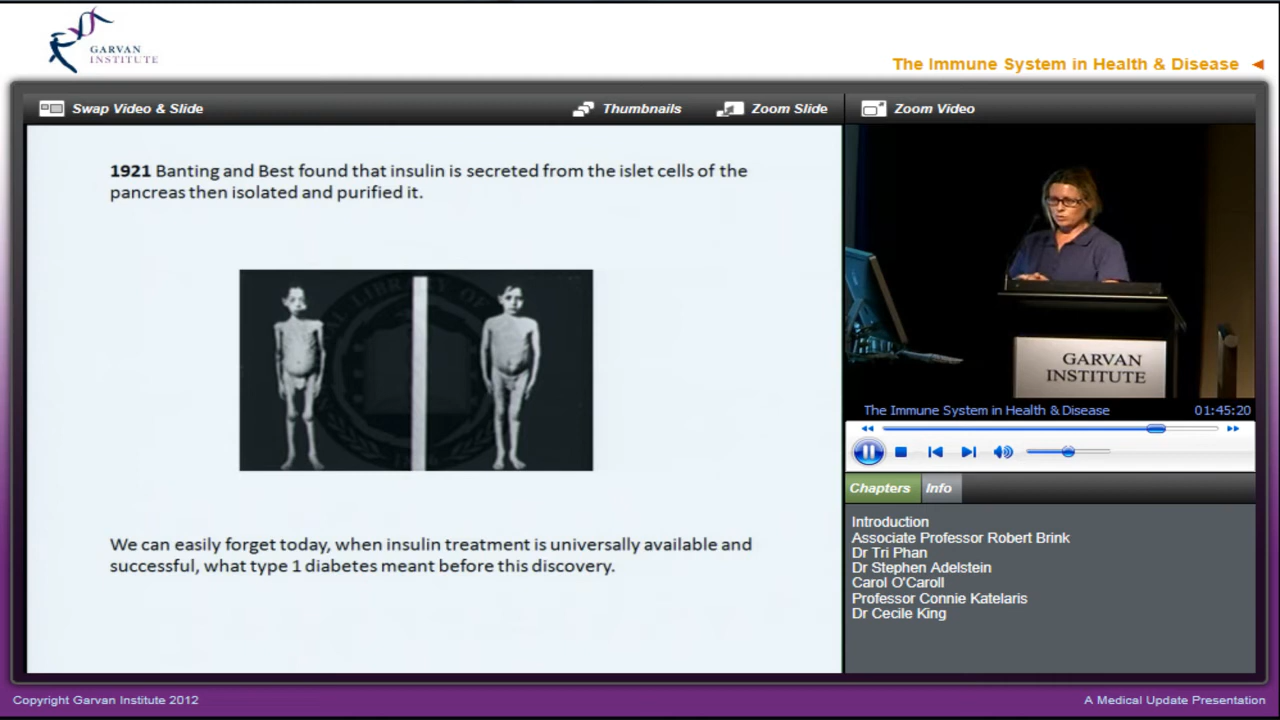 GARVAN
INSTITUTE
The Immune System in Health & Disease
Swap Video & Slide
Thumbnails
Zoom Slide
Zoom Video
1921 Banting and Best found that insulin is secreted from the islet cells of the
pancreas then isolated and purified it.
We can easily forget today, when insulin treatment is universally available and
successful, what type 1 diabetes meant before this discovery.
GARVAN
INSTITUTE
The Immune System in Health & Disease 01:45:20
Chapters
Info
Introduction
Associate Professor Robert Brink
Dr Tri Phan
Dr Stephen Adelstein
Carol O'Caroll
Professor Connie Katelaris
Dr Cecile King
Copyright Garvan Institute 2012
A Medical Update Presentation